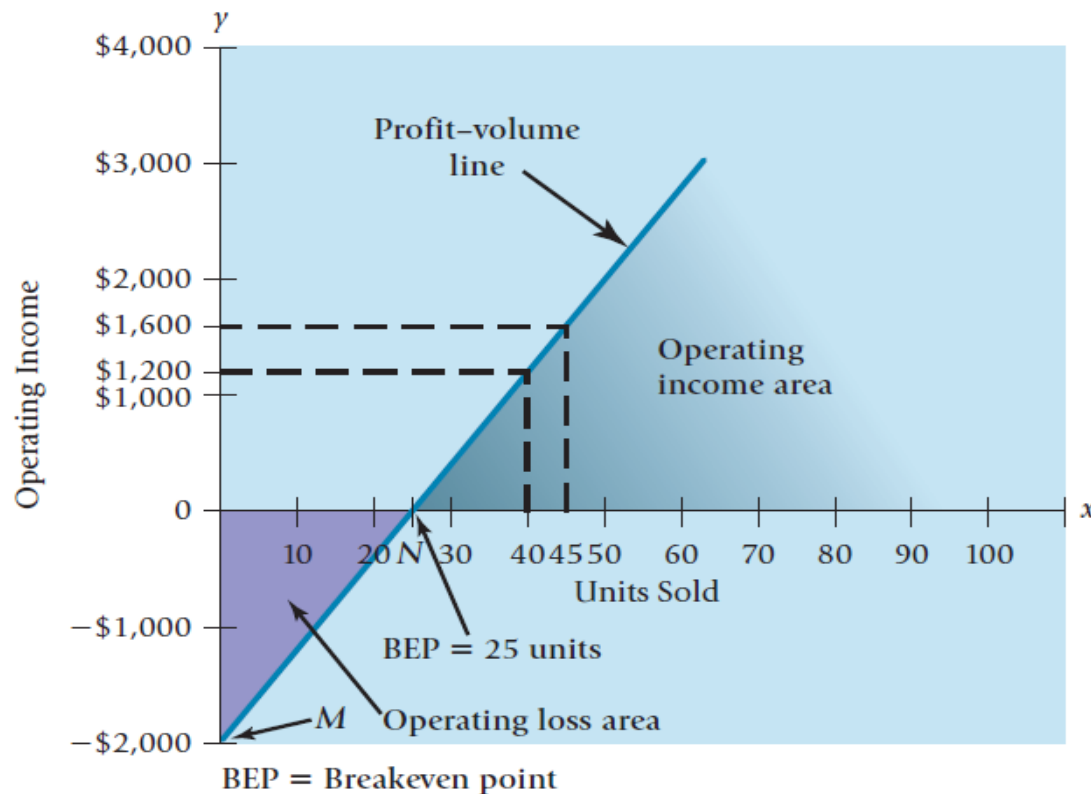 y
$4,000
Profit–volume
line
$3,000
$2,000
$1,600
$1,200
$1,000
Operating Income
Operating
income area
0
x
10 20 N 30 40 45 50 60 70 80 90 100
Units Sold
–$1,000
BEP = 25 units
M
Operating loss area
–$2,000
BEP = Breakeven point